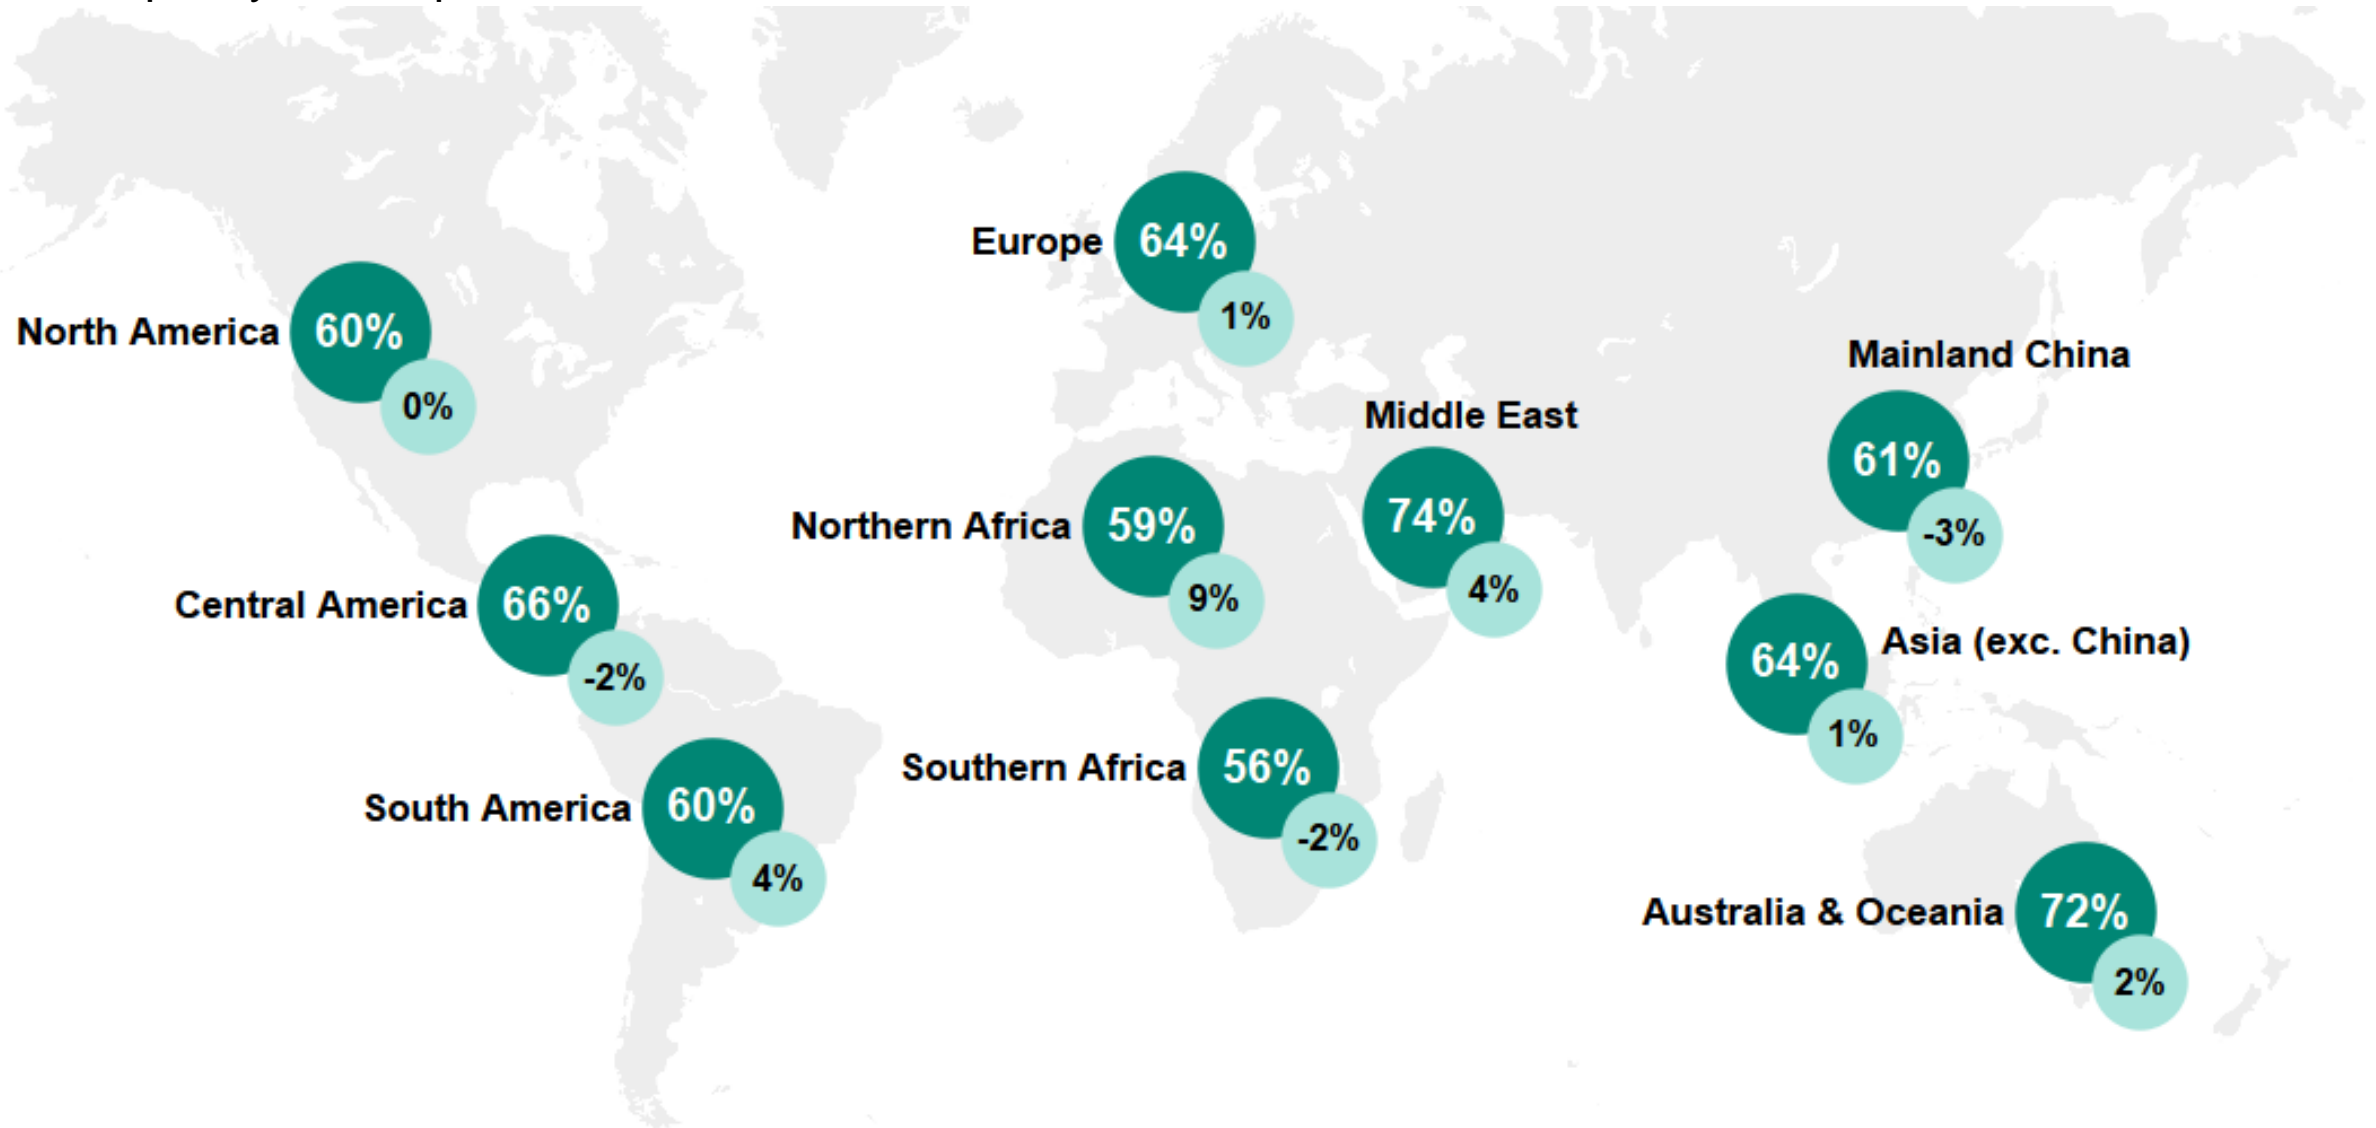 Europe
64%
1%
North America
60%
0%
Mainland China
61%
-3%
Middle East
74%
4%
Northern Africa
59%
9%
Central America
66%
-2%
Asia (exc. China)
64%
1%
South America
60%
4%
Southern Africa
56%
-2%
Australia & Oceania
72%
2%